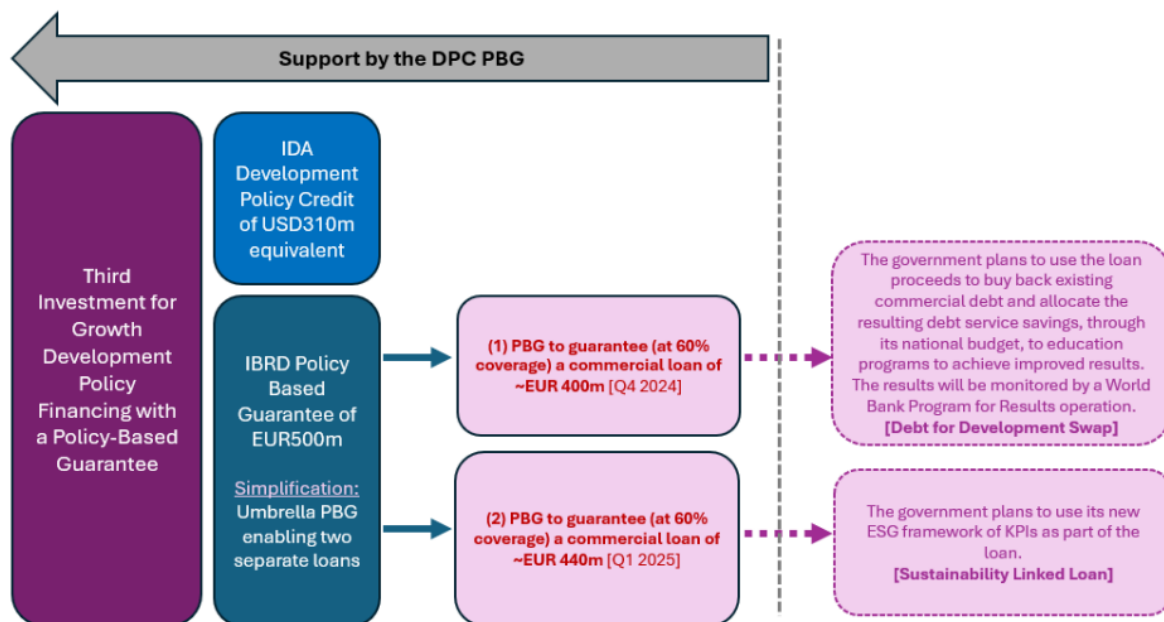 Support by the DPC PBG
Third
Investment for
Growth
Development
Policy
Financing with
a Policy-Based
Guarantee
IDA
Development
Policy Credit
of USD310m
equivalent
IBRD Policy
Based
Guarantee of
EUR500m
Simplification:
Umbrella PBG
enabling two
separate loans
(1) PBG to guarantee (at 60%
coverage) a commercial loan of
~EUR 400m [Q4 2024]
(2) PBG to guarantee (at 60%
coverage) a commercial loan of
~EUR 440m [Q1 2025]
The government plans to use the loan
proceeds to buy back existing
commercial debt and allocate the
resulting debt service savings, through
its national budget, to education
programs to achieve improved results.
The results will be monitored by a World
Bank Program for Results operation.
[Debt for Development Swap]
The government plans to use its new
ESG framework of KPIs as part of the
loan.
[Sustainability Linked Loan]